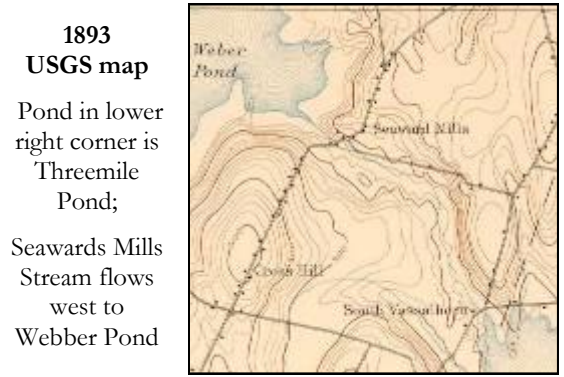 1893
USGS map
Pond in lower
right corner is
Threemile
Pond;
Seawards Mills
Stream flows
west to
Webber Pond
Weber
Pond
Seaward Mills
Cross Hill
South Vassalboro